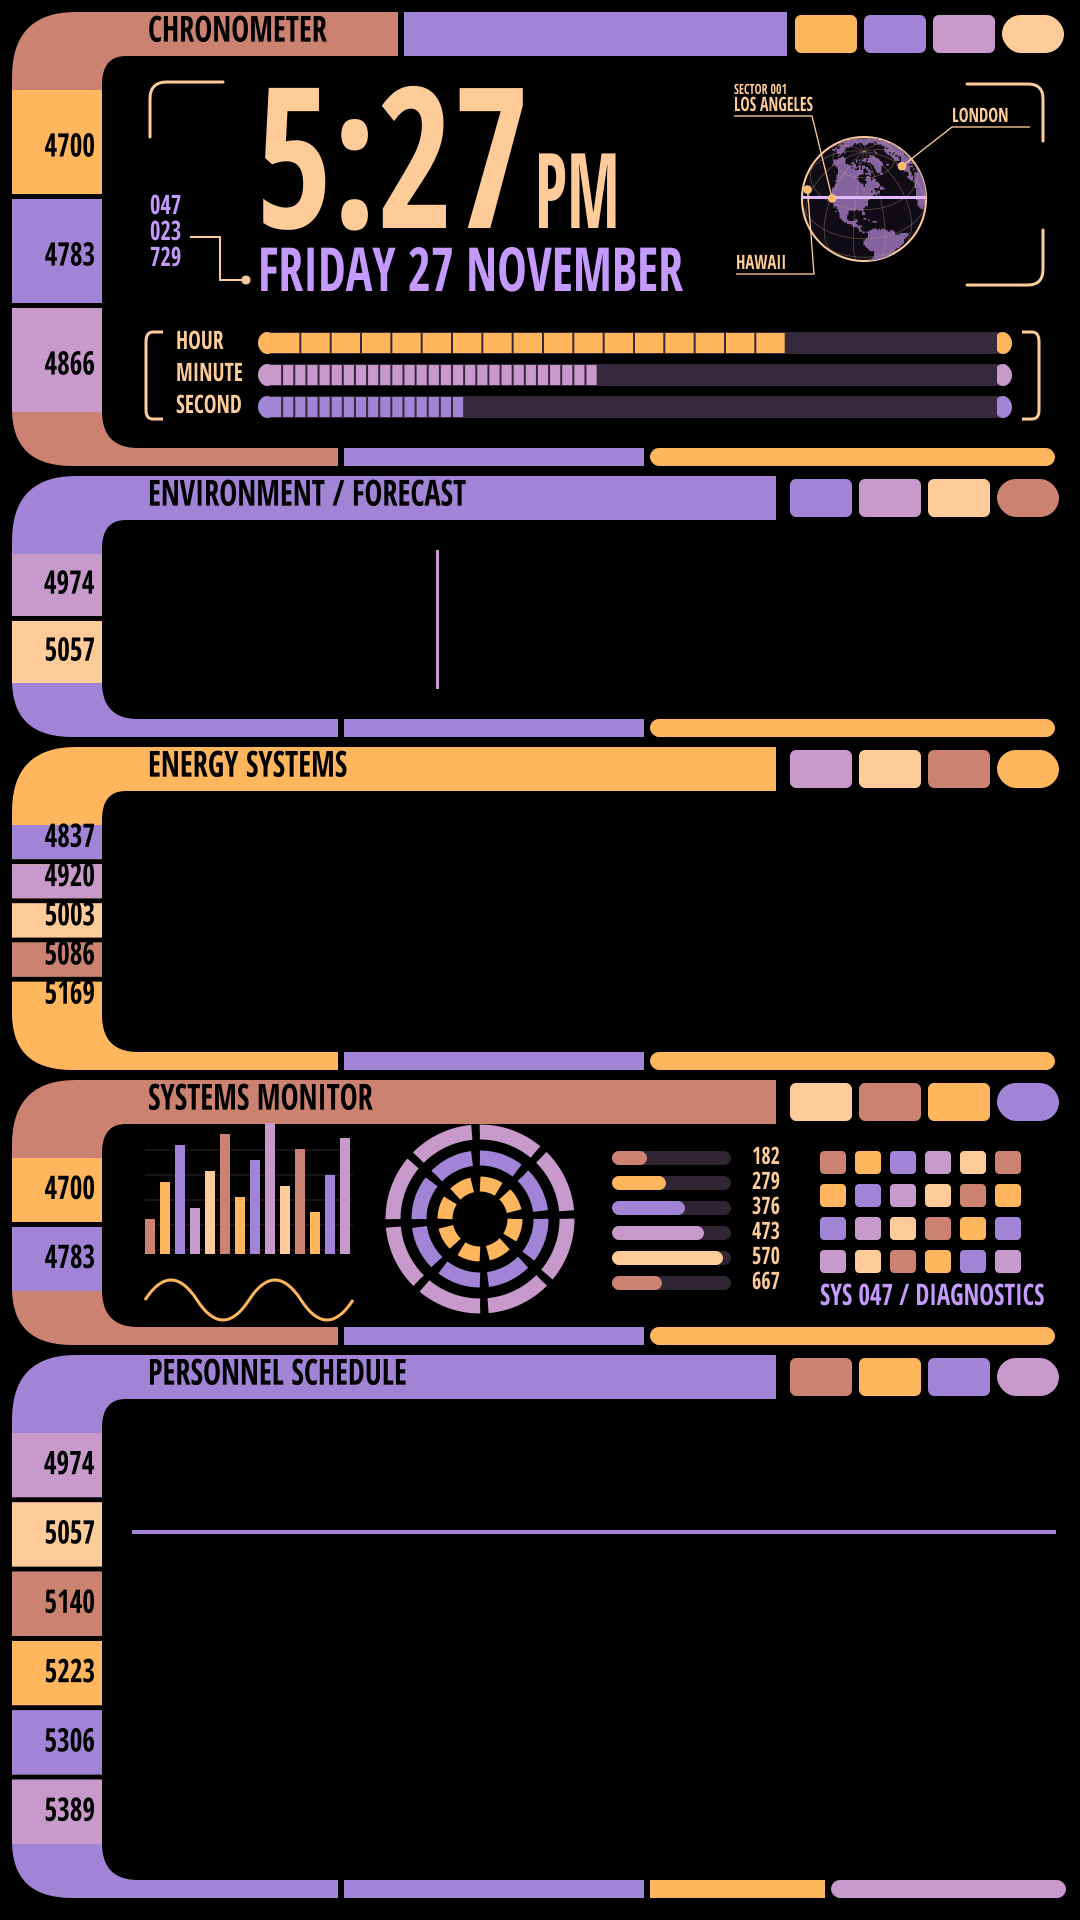 CHRONOMETER
4700
4783
4866
047
023
729
5:27 PM
FRIDAY 27 NOVEMBER
SECTOR 001
LOS ANGELES
LONDON
HAWAII
HOUR
MINUTE
SECOND
ENVIRONMENT / FORECAST
4974
5057
ENERGY SYSTEMS
4837
4920
5003
5086
5169
SYSTEMS MONITOR
4700
4783
182
279
376
473
570
667
SYS 047 / DIAGNOSTICS
PERSONNEL SCHEDULE
4974
5057
5140
5223
5306
5389